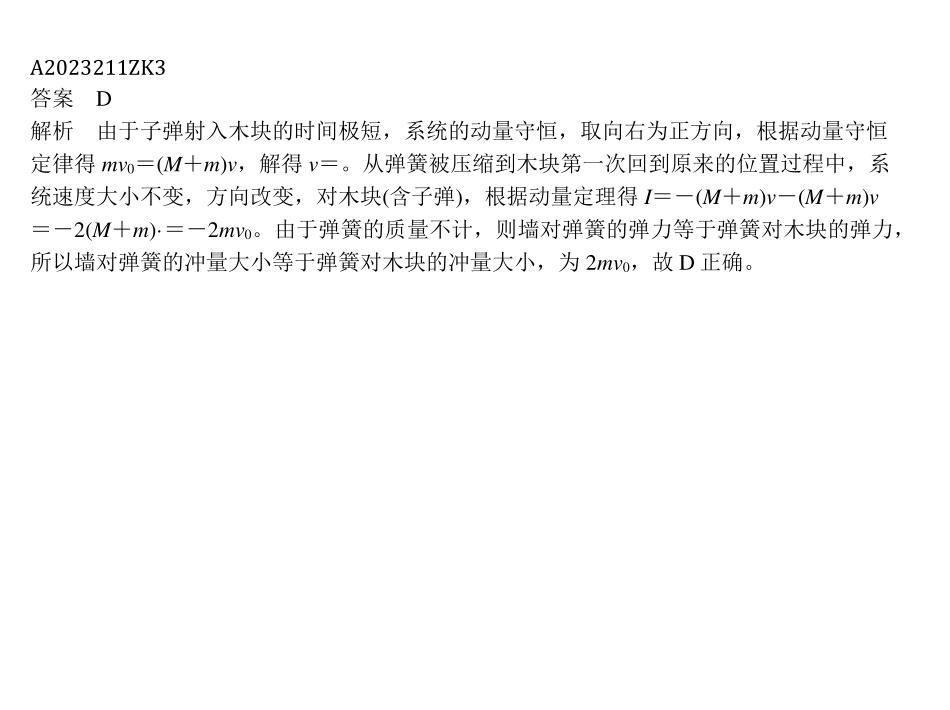 A2023211ZK3
答案　D
解析　由于子弹射入木块的时间极短，系统的动量守恒，取向右为正方向，根据动量守恒
定律得 mv₀＝(M＋m)v，解得 v＝。从弹簧被压缩到木块第一次回到原来的位置过程中，系
统速度大小不变，方向改变，对木块(含子弹)，根据动量定理得 I＝－(M＋m)v－(M＋m)v
＝－2(M＋m)·＝－2mv₀。由于弹簧的质量不计，则墙对弹簧的弹力等于弹簧对木块的弹力，
所以墙对弹簧的冲量大小等于弹簧对木块的冲量大小，为 2mv₀，故 D 正确。